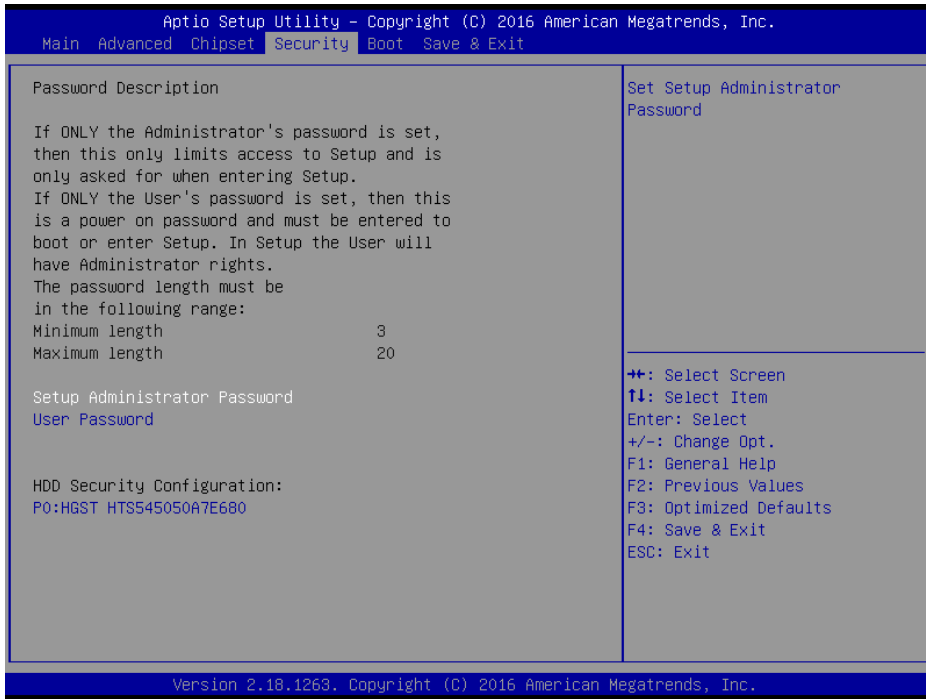 Aptio Setup Utility – Copyright (C) 2016 American Megatrends, Inc.
Main Advanced Chipset Security Boot Save & Exit
Password Description
If ONLY the Administrator's password is set,
then this only limits access to Setup and is
only asked for when entering Setup.
If ONLY the User's password is set, then this
is a power on password and must be entered to
boot or enter Setup. In Setup the User will
have Administrator rights.
The password length must be
in the following range:
Minimum length 3
Maximum length 20
Setup Administrator Password
User Password
HDD Security Configuration:
P0:HGST HTS545050A7E680
Set Setup Administrator
Password
→←: Select Screen
↑↓: Select Item
Enter: Select
+/-: Change Opt.
F1: General Help
F2: Previous Values
F3: Optimized Defaults
F4: Save & Exit
ESC: Exit
Version 2.18.1263. Copyright (C) 2016 American Megatrends, Inc.